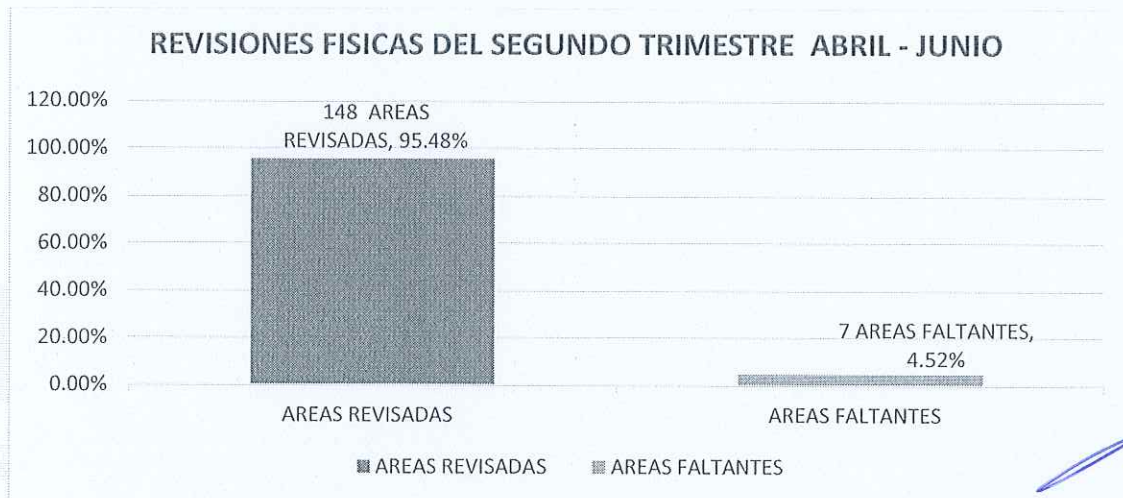 REVISIONES FISICAS DEL SEGUNDO TRIMESTRE ABRIL - JUNIO
120.00%
148 AREAS
REVISADAS, 95.48%
100.00%
80.00%
60.00%
40.00%
20.00%
7 AREAS FALTANTES,
4.52%
0.00%
AREAS REVISADAS
AREAS FALTANTES
AREAS REVISADAS
AREAS FALTANTES